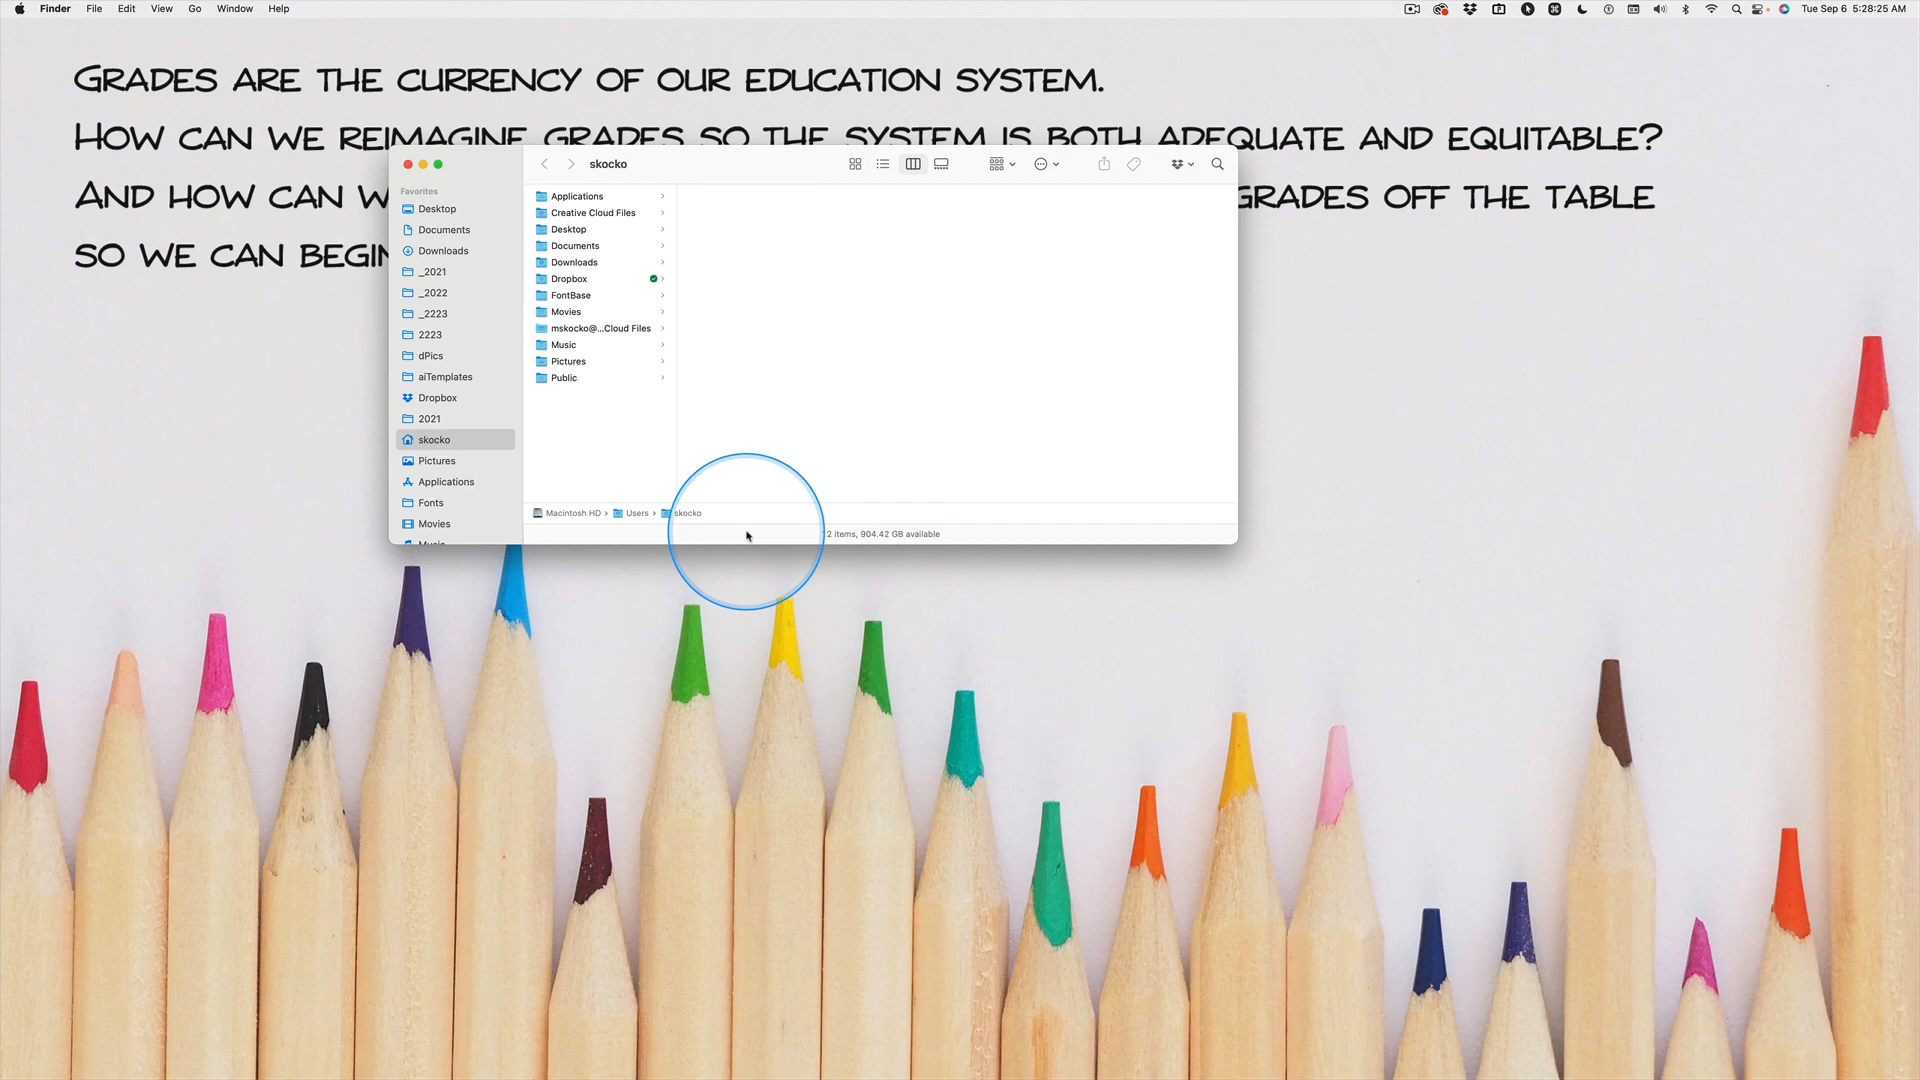 Finder File Edit View Go Window Help Tue Sep 6 5:28:25 AM
GRADES ARE THE CURRENCY OF OUR EDUCATION SYSTEM.
HOW CAN WE REIMAGINE GRADES SO THE SYSTEM IS BOTH ADEQUATE AND EQUITABLE?
AND HOW CAN W GRADES OFF THE TABLE
SO WE CAN BEGIN
skocko
Favorites
Desktop
Documents
Downloads
_2021
_2022
_2223
2223
dPics
aiTemplates
Dropbox
2021
skocko
Pictures
Applications
Fonts
Movies
Music
Applications
Creative Cloud Files
Desktop
Documents
Downloads
Dropbox
FontBase
Movies
mskocko@...Cloud Files
Music
Pictures
Public
Macintosh HD › Users › skocko
2 items, 904.42 GB available